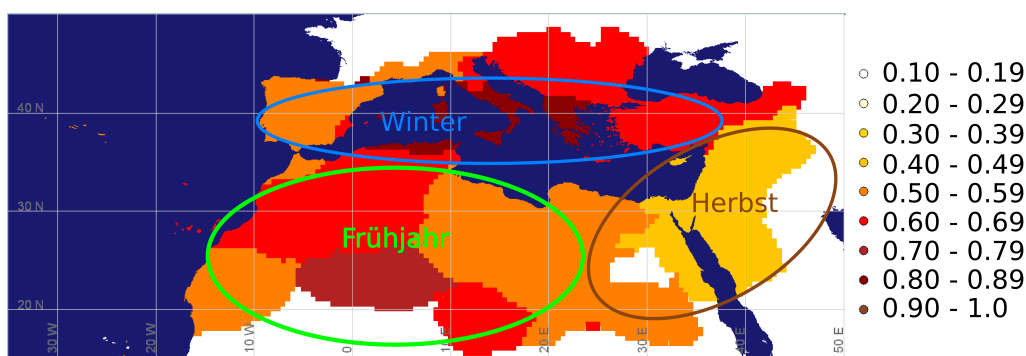 40 N
30 N
20 N
30 W
20 W
10 W
0
10 E
20 E
30 E
40 E
50 E
Winter
Herbst
Frühjahr
0.10 - 0.19
0.20 - 0.29
0.30 - 0.39
0.40 - 0.49
0.50 - 0.59
0.60 - 0.69
0.70 - 0.79
0.80 - 0.89
0.90 - 1.0